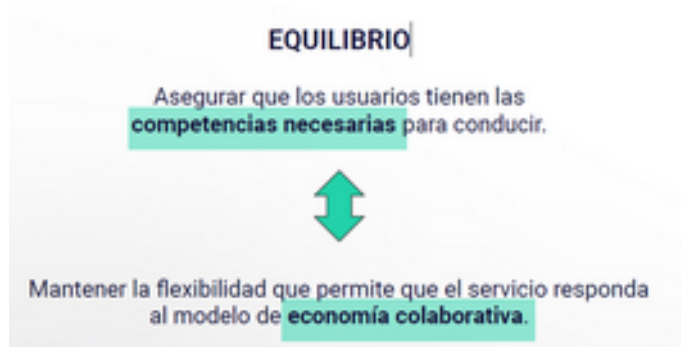 EQUILIBRIO
Asegurar que los usuarios tienen las
competencias necesarias para conducir.
Mantener la flexibilidad que permite que el servicio responda
al modelo de economía colaborativa.